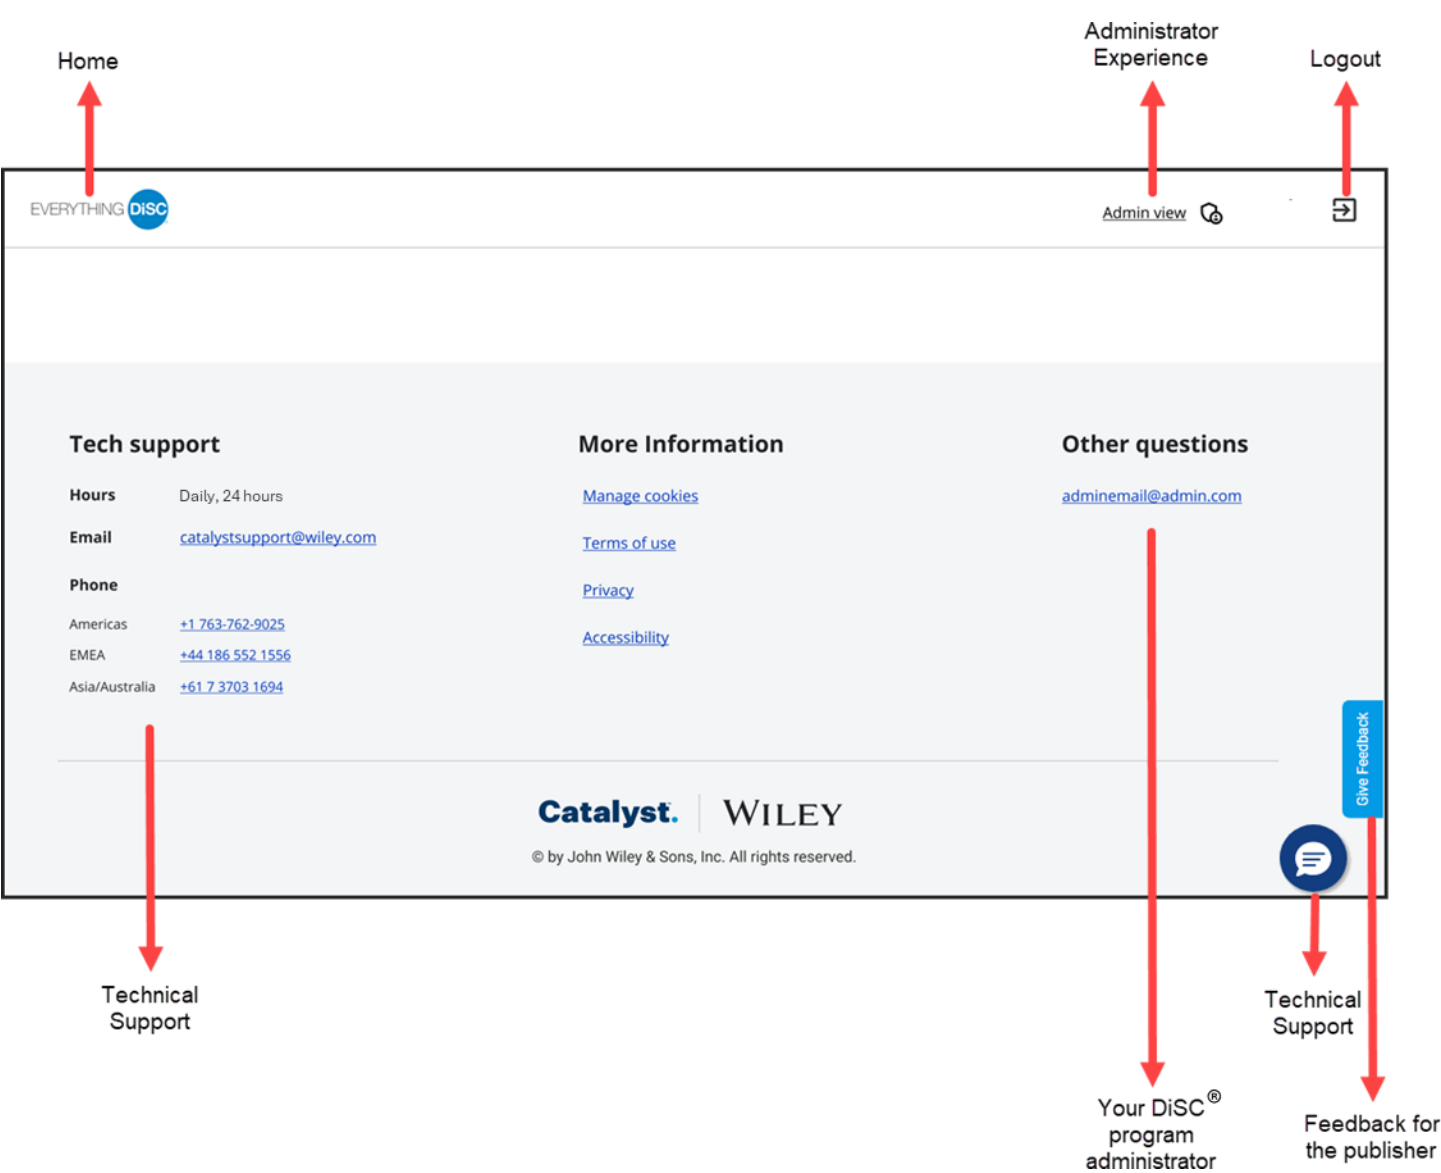 Home
Administrator
Experience
Logout
EVERYTHING DiSC
Admin view
Tech support
Hours Daily, 24 hours
Email catalystsupport@wiley.com
Phone
Americas +1 763-762-9025
EMEA +44 186 552 1556
Asia/Australia +61 7 3703 1694
More Information
Manage cookies
Terms of use
Privacy
Accessibility
Other questions
adminemail@admin.com
Give Feedback
Catalyst. WILEY
© by John Wiley & Sons, Inc. All rights reserved.
Technical
Support
Technical
Support
Your DiSC®
program
administrator
Feedback for
the publisher